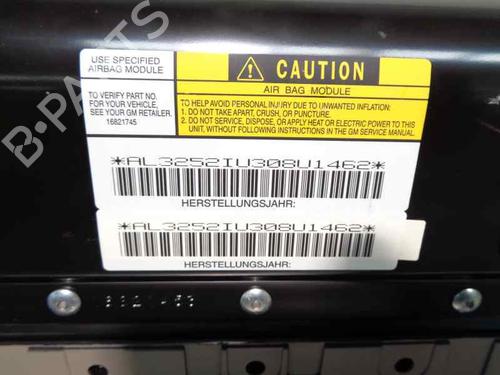 USE SPECIFIED
AIRBAG MODULE
CAUTION
AIR BAG MODULE
TO VERIFY PART NO.
FOR YOUR VEHICLE,
SEE YOUR GM RETAILER.
16821745
TO HELP AVOID PERSONAL INJURY DUE TO UNWANTED INFLATION:
1. DO NOT TAKE APART, CRUSH, OR PUNCTURE.
2. DO NOT SERVICE, DISPOSE, OR APPLY HEAT OR ELECTRIC POWER TO THIS
UNIT, WITHOUT FOLLOWING INSTRUCTIONS IN THE GM SERVICE MANUAL.
*AL3252IU308U1462*
HERSTELLUNGSJAHR:
*AL3252IU308U1462*
HERSTELLUNGSJAHR:
B-PARTS